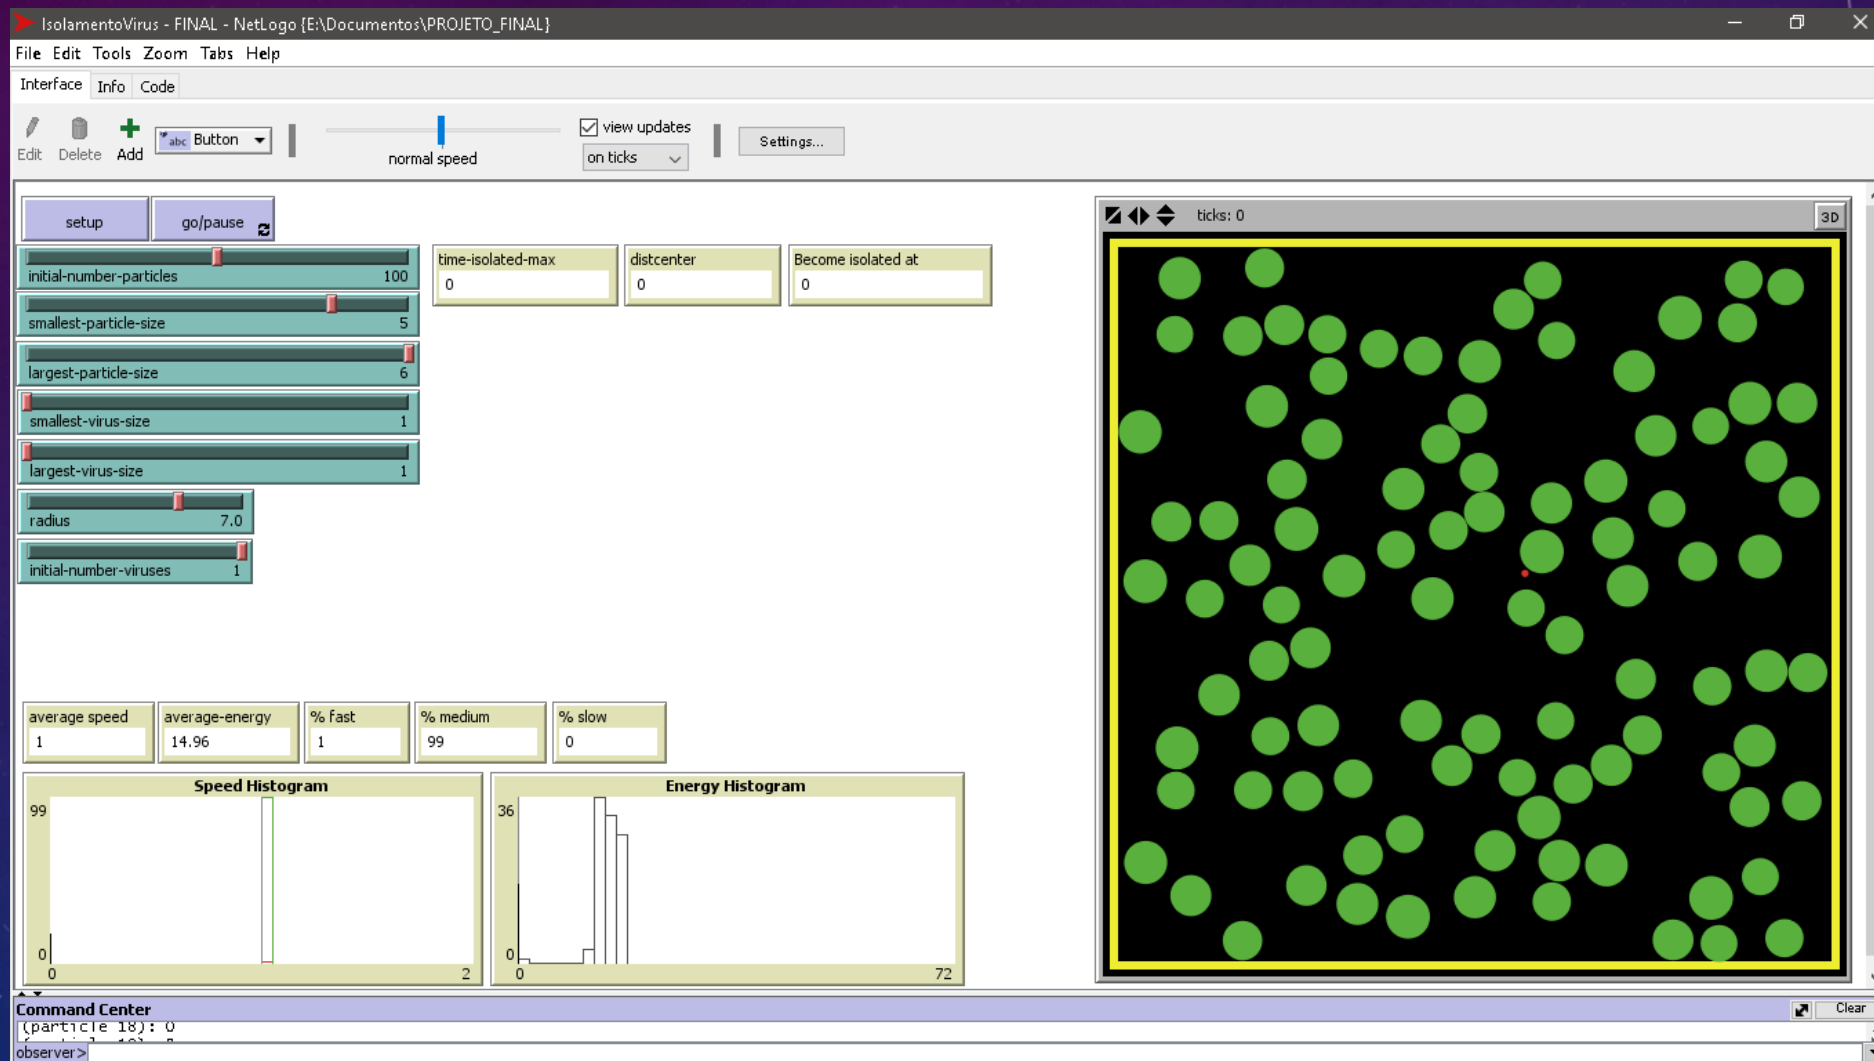 IsolamentoVirus - FINAL - NetLogo {E:\Documentos\PROJETO_FINAL}
File Edit Tools Zoom Tabs Help
Interface Info Code
Edit Delete Add abc Button normal speed view updates on ticks Settings...
setup go/pause
ticks: 0 3D
initial-number-particles 100
smallest-particle-size 5
largest-particle-size 6
smallest-virus-size 1
largest-virus-size 1
radius 7.0
initial-number-viruses 1
time-isolated-max distcenter Become isolated at
0 0 0
average speed average-energy % fast % medium % slow
1 14.96 1 99 0
Speed Histogram
99
0
0 2
Energy Histogram
36
0
0 72
Command Center Clear
(particle 18): 0
observer>